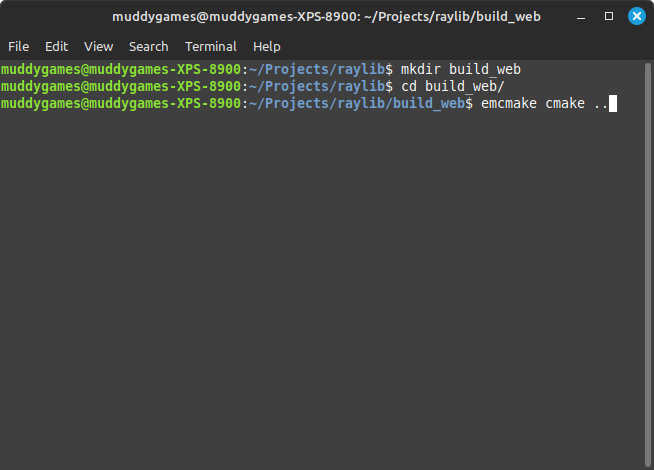 muddygames@muddygames-XPS-8900: ~/Projects/raylib/build_web
File Edit View Search Terminal Help
muddygames@muddygames-XPS-8900:~/Projects/raylib$ mkdir build_web
muddygames@muddygames-XPS-8900:~/Projects/raylib$ cd build_web/
muddygames@muddygames-XPS-8900:~/Projects/raylib/build_web$ emcmake cmake ..